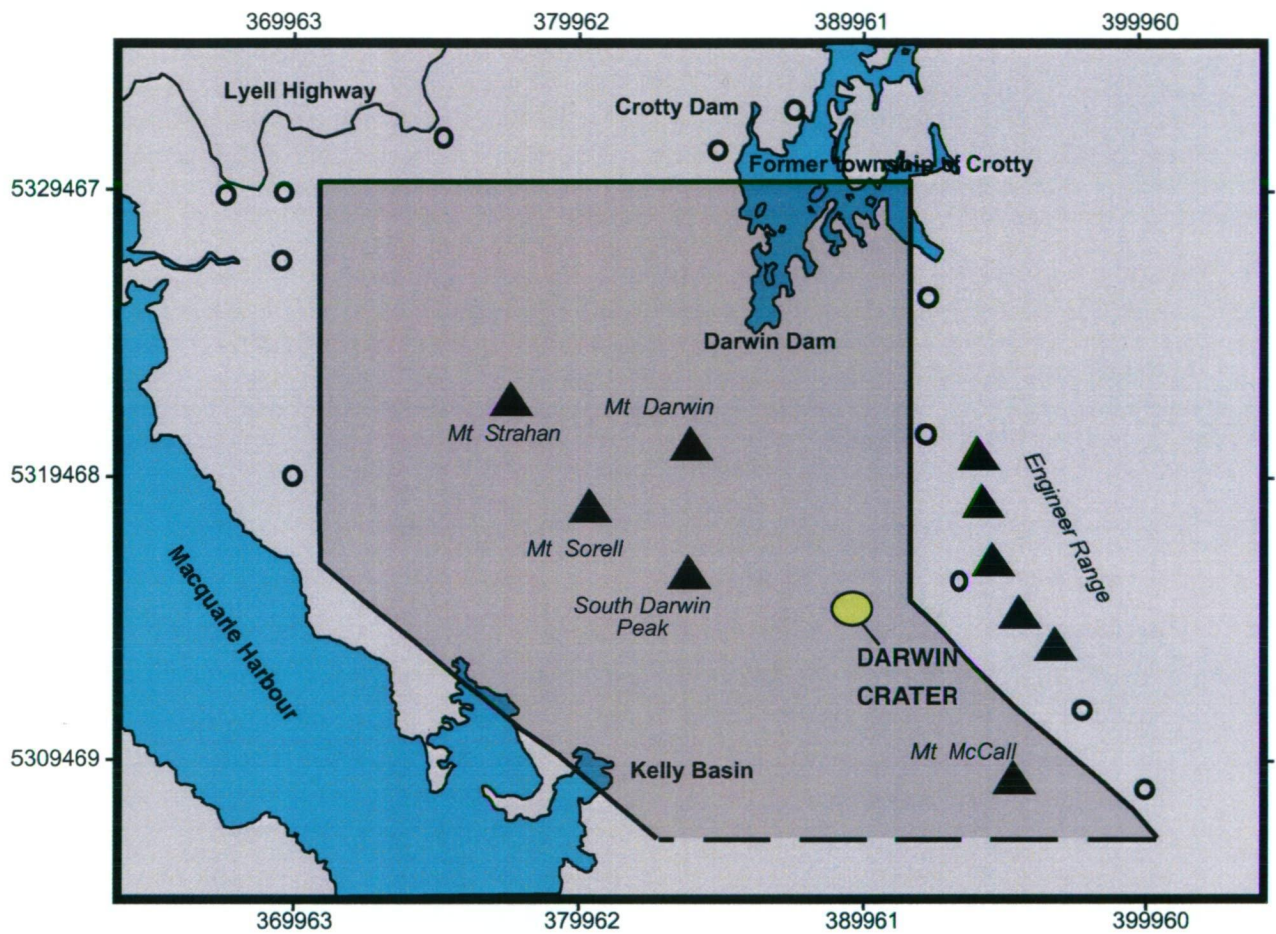 369963 379962 389961 399960
Lyell Highway
Crotty Dam
Former township of Crotty
5329467
Darwin Dam
Mt Darwin
Mt Strahan
5319468
Engineer Range
Mt Sorell
Macquarie Harbour
South Darwin
Peak
DARWIN
CRATER
Mt McCall
5309469
Kelly Basin
369963 379962 389961 399960